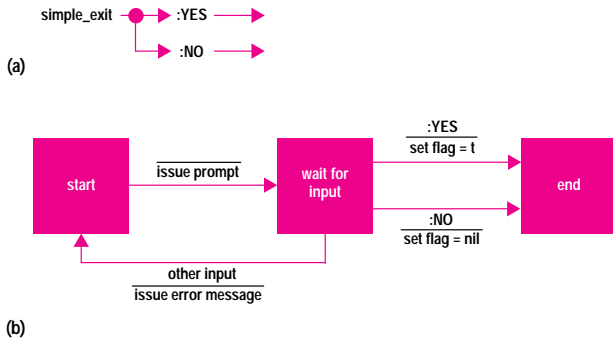 simple_exit :YES
:NO
(a)
start
issue prompt
wait for
input
:YES
set flag = t
:NO
set flag = nil
end
other input
issue error message
(b)